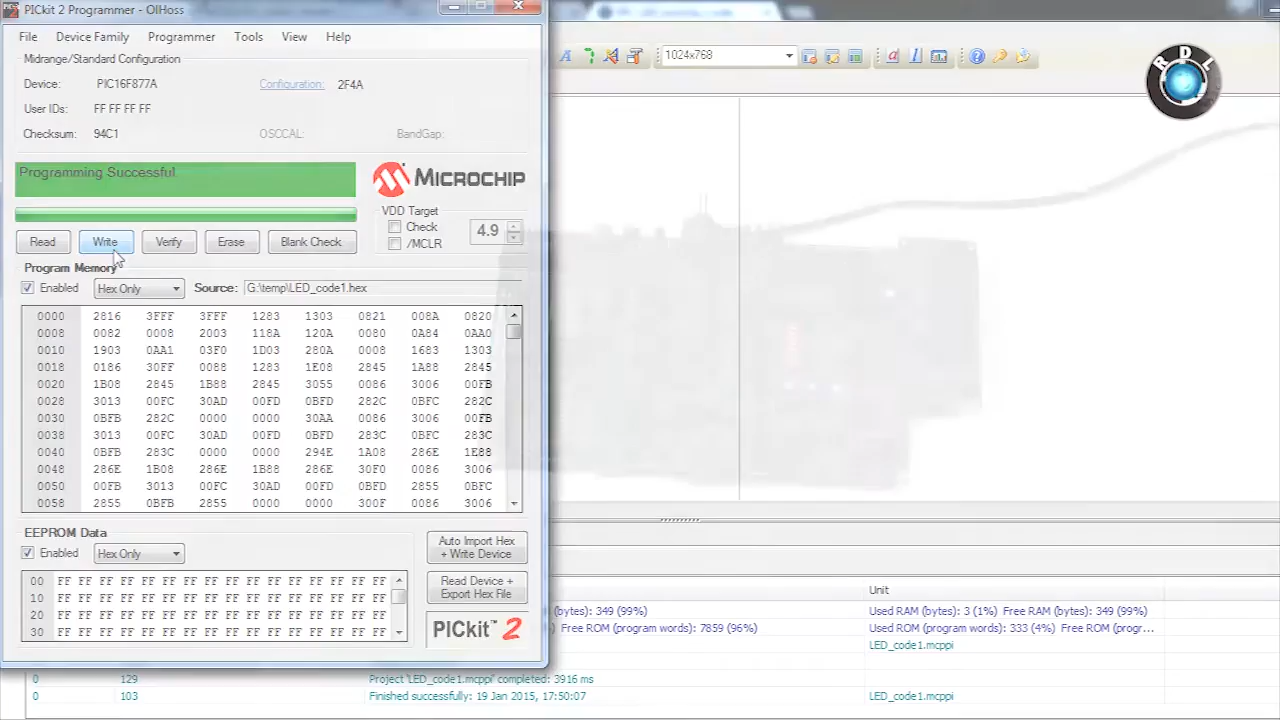 PICkit 2 Programmer - OlHoss
File Device Family Programmer Tools View Help
Midrange/Standard Configuration
Device: PIC16F877A Configuration: 2F4A
User IDs: FF FF FF FF
Checksum: 94C1 OSCCAL: BandGap:
Programming Successful.
MICROCHIP
VDD Target
Check
/MCLR
4.9
Read Write Verify Erase Blank Check
Program Memory
Enabled Hex Only Source: G:\temp\LED_code1.hex
0000 2816 3FFF 3FFF 1283 1303 0821 008A 0820
0008 0082 0008 2003 118A 120A 0080 0A84 0AA0
0010 1903 0AA1 03F0 1D03 280A 0008 1683 1303
0018 0186 30FF 0088 1283 1E08 2845 1A88 2845
0020 1B08 2845 1B88 2845 3055 0086 3006 00FB
0028 3013 00FC 30AD 00FD 0BFD 282C 0BFC 282C
0030 0BFB 282C 0000 0000 30AA 0086 3006 00FB
0038 3013 00FC 30AD 00FD 0BFD 283C 0BFC 283C
0040 0BFB 283C 0000 0000 294E 1A08 286E 1E88
0048 286E 1B08 286E 1B88 286E 30F0 0086 3006
0050 00FB 3013 00FC 30AD 00FD 0BFD 2855 0BFC
0058 2855 0BFB 2855 0000 0000 300F 0086 3006
EEPROM Data
Enabled Hex Only
Auto Import Hex
+ Write Device
Read Device +
Export Hex File
00 FF FF FF FF FF FF FF FF FF FF FF FF FF FF FF FF
10 FF FF FF FF FF FF FF FF FF FF FF FF FF FF FF FF
20 FF FF FF FF FF FF FF FF FF FF FF FF FF FF FF FF
30 FF FF FF FF FF FF FF FF FF FF FF FF FF FF FF FF
PICkit™ 2
1024x768
RDL
Unit
(bytes): 349 (99%) Used RAM (bytes): 3 (1%) Free RAM (bytes): 349 (99%)
Free ROM (program words): 7859 (96%) Used ROM (program words): 333 (4%) Free ROM (progr...
LED_code1.mcppi
0 129 Project 'LED_code1.mcppi' completed: 3916 ms
0 103 Finished successfully: 19 Jan 2015, 17:50:07 LED_code1.mcppi